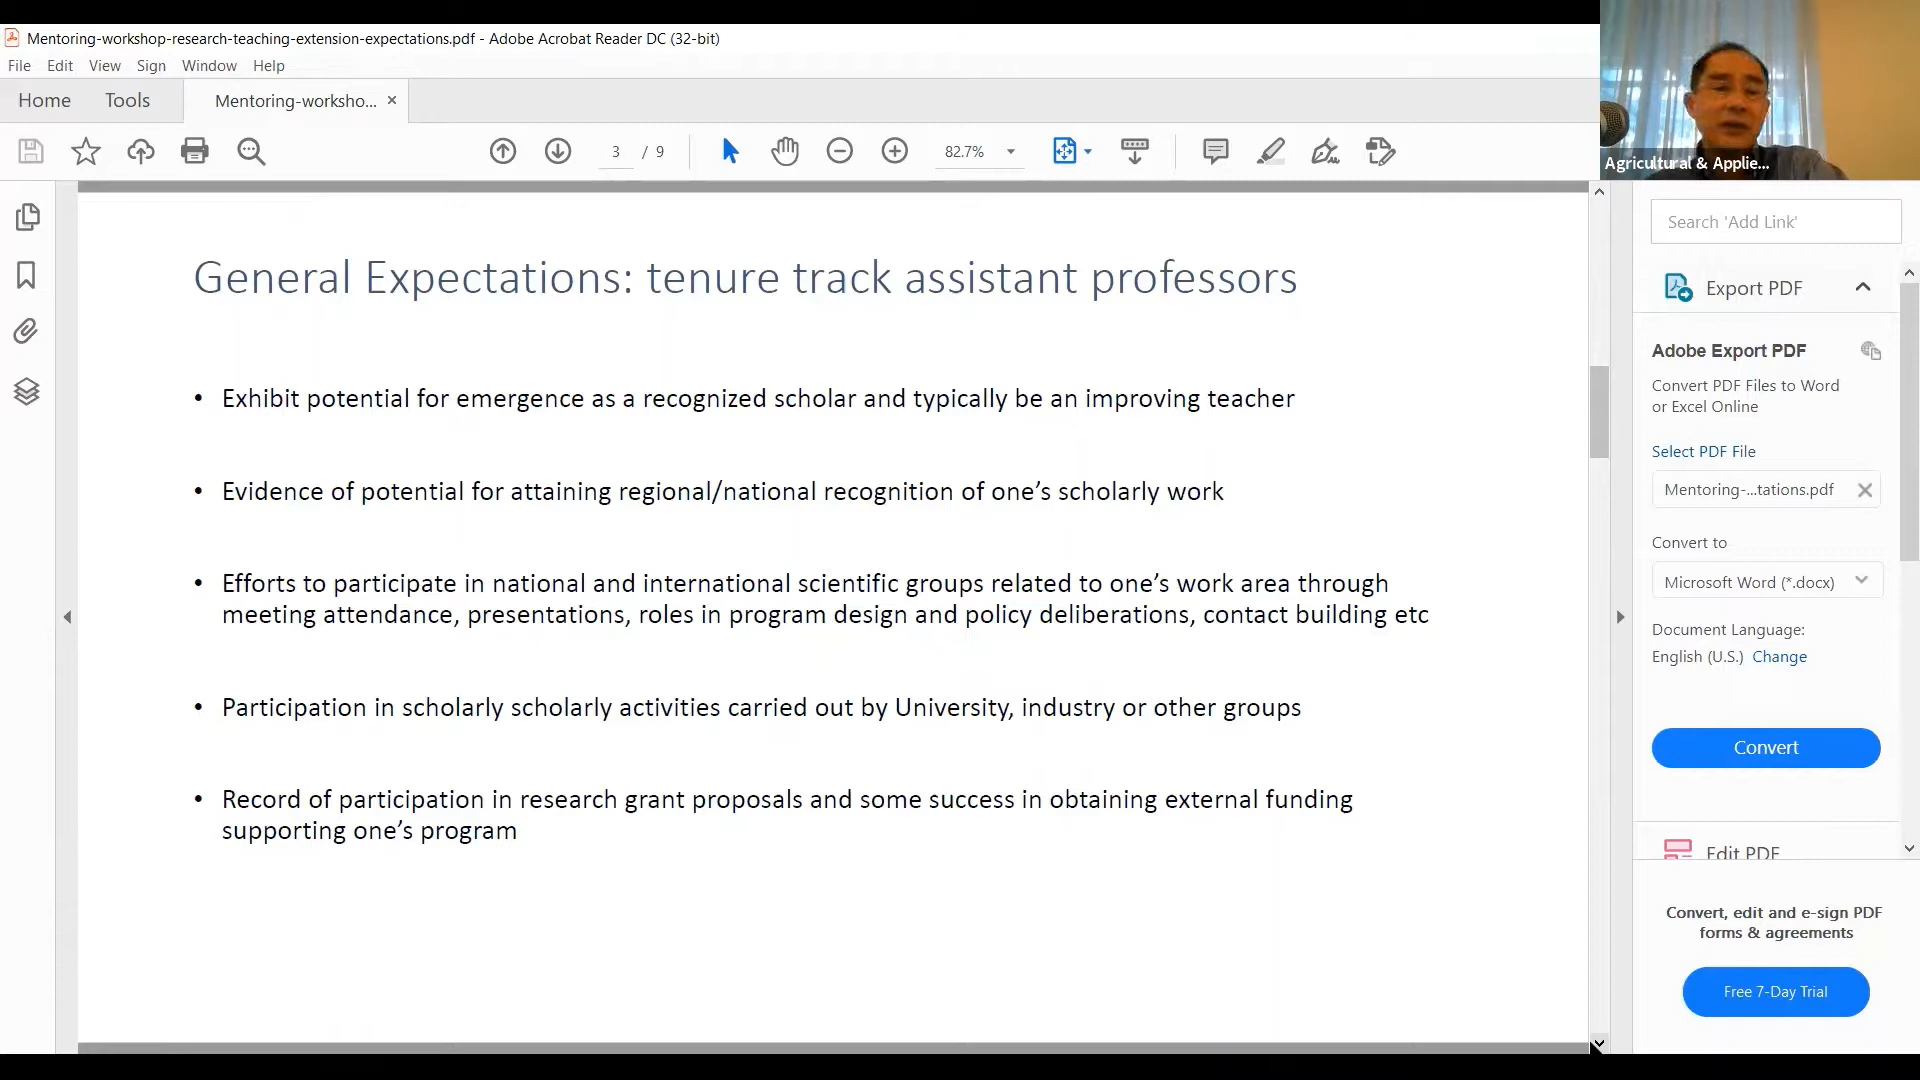 Mentoring-workshop-research-teaching-extension-expectations.pdf - Adobe Acrobat Reader DC (32-bit)
File Edit View Sign Window Help
Home Tools Mentoring-worksho... ×
3 / 9 82.7%
Agricultural & Applie...
General Expectations: tenure track assistant professors
• Exhibit potential for emergence as a recognized scholar and typically be an improving teacher
• Evidence of potential for attaining regional/national recognition of one’s scholarly work
• Efforts to participate in national and international scientific groups related to one’s work area through
meeting attendance, presentations, roles in program design and policy deliberations, contact building etc
• Participation in scholarly scholarly activities carried out by University, industry or other groups
• Record of participation in research grant proposals and some success in obtaining external funding
supporting one’s program
Search 'Add Link'
Export PDF
Adobe Export PDF
Convert PDF Files to Word
or Excel Online
Select PDF File
Mentoring-...tations.pdf
Convert to
Microsoft Word (*.docx)
Document Language:
English (U.S.) Change
Convert
Edit PDF
Convert, edit and e-sign PDF
forms & agreements
Free 7-Day Trial